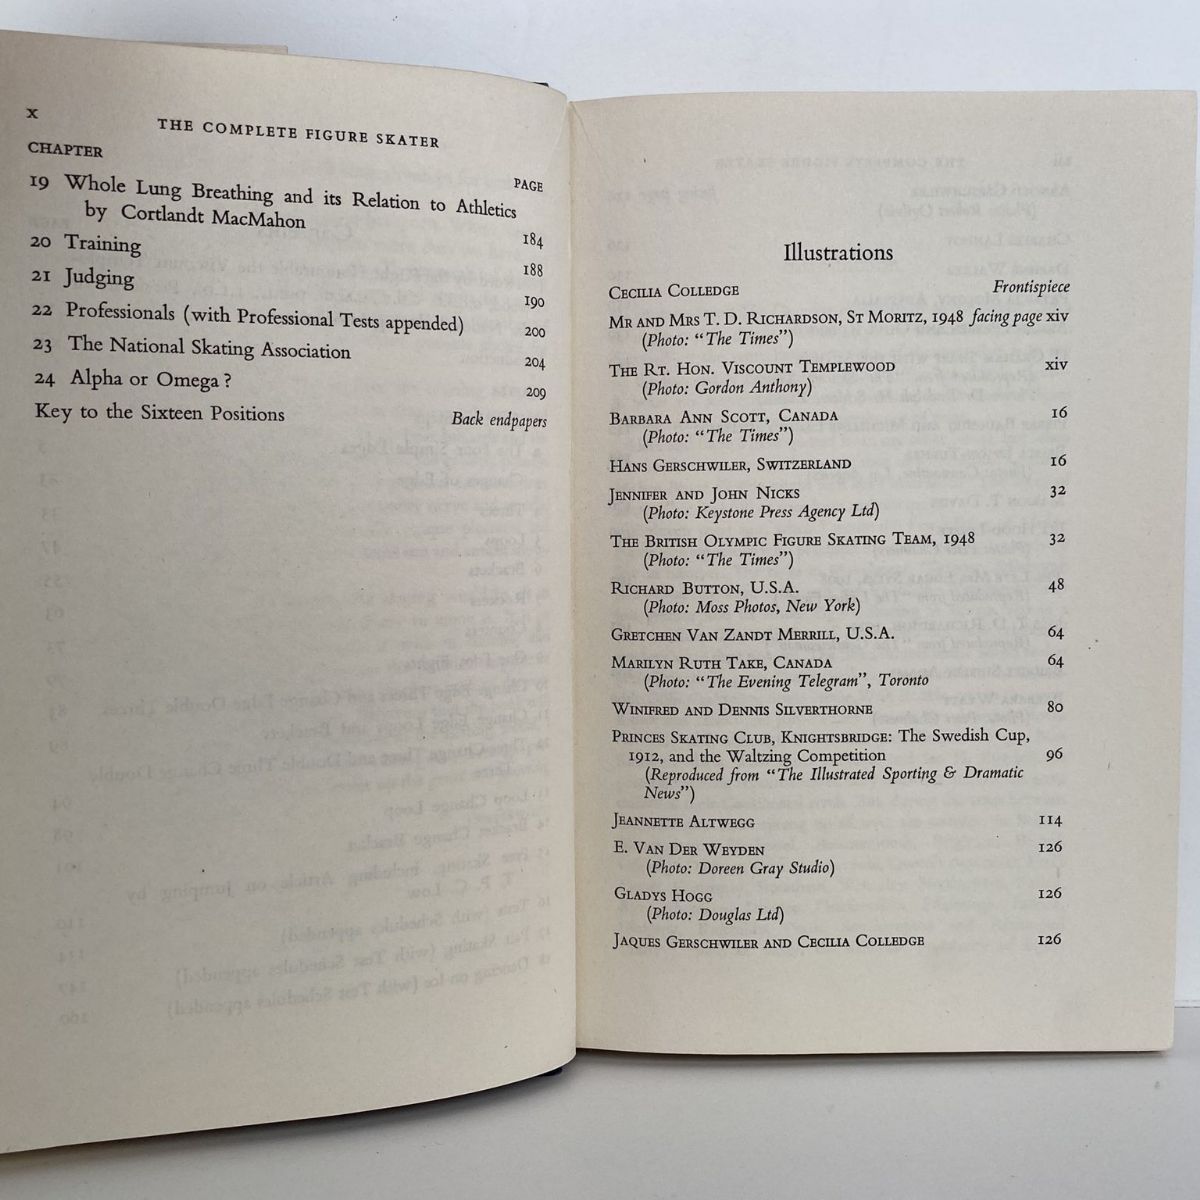 x
THE COMPLETE FIGURE SKATER
CHAPTER
PAGE
19 Whole Lung Breathing and its Relation to Athletics
by Cortlandt MacMahon 184
20 Training 188
21 Judging 190
22 Professionals (with Professional Tests appended) 200
23 The National Skating Association 204
24 Alpha or Omega? 209
Key to the Sixteen Positions Back endpapers
Illustrations
Cecilia Colledge Frontispiece
Mr and Mrs T. D. Richardson, St Moritz, 1948 facing page xiv
(Photo: “The Times”)
The Rt. Hon. Viscount Templewood xiv
(Photo: Gordon Anthony)
Barbara Ann Scott, Canada 16
(Photo: “The Times”)
Hans Gerschwiler, Switzerland 16
Jennifer and John Nicks 32
(Photo: Keystone Press Agency Ltd)
The British Olympic Figure Skating Team, 1948 32
(Photo: “The Times”)
Richard Button, U.S.A. 48
(Photo: Moss Photos, New York)
Gretchen Van Zandt Merrill, U.S.A. 64
Marilyn Ruth Take, Canada 64
(Photo: “The Evening Telegram”, Toronto
Winifred and Dennis Silverthorne 80
Princes Skating Club, Knightsbridge: The Swedish Cup,
1912, and the Waltzing Competition 96
(Reproduced from “The Illustrated Sporting & Dramatic
News”)
Jeannette Altwegg 114
E. Van Der Weyden 126
(Photo: Doreen Gray Studio)
Gladys Hogg 126
(Photo: Douglas Ltd)
Jaques Gerschwiler and Cecilia Colledge 126